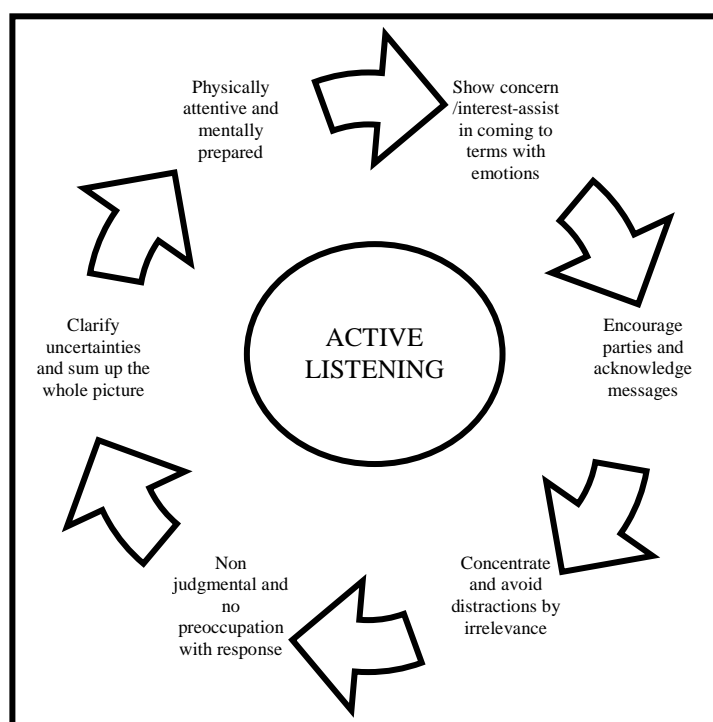 Physically
attentive and
mentally
prepared
Show concern
/interest-assist
in coming to
terms with
emotions
Encourage
parties and
acknowledge
messages
Concentrate
and avoid
distractions by
irrelevance
Non
judgmental and
no
preoccupation
with response
Clarify
uncertainties
and sum up the
whole picture
ACTIVE
LISTENING